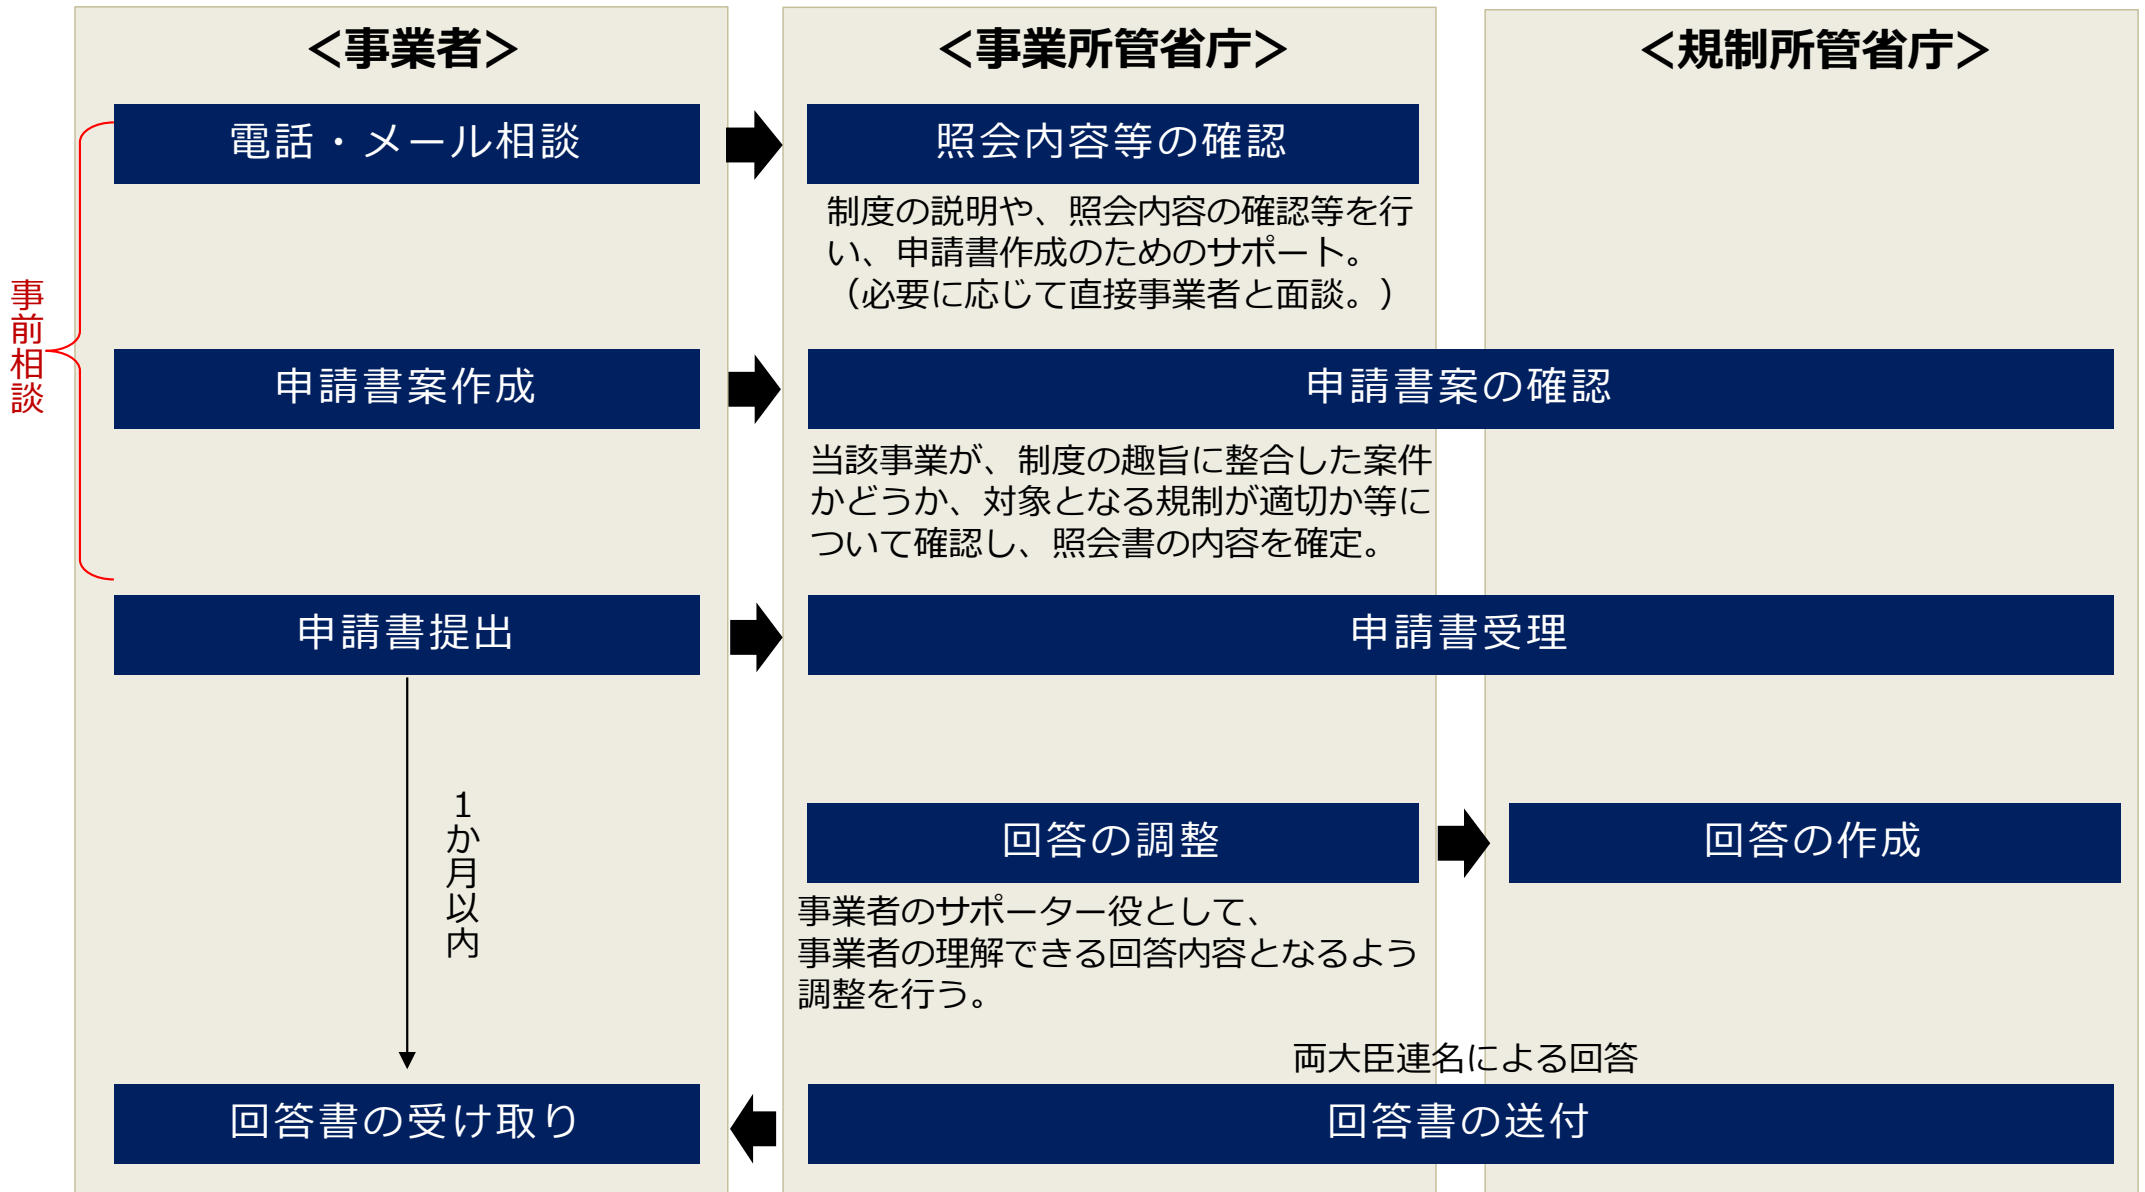 ＜事業者＞
＜事業所管省庁＞
＜規制所管省庁＞
事前相談
電話・メール相談
照会内容等の確認
制度の説明や、照会内容の確認等を行
い、申請書作成のためのサポート。
（必要に応じて直接事業者と面談。）
申請書案作成
申請書案の確認
当該事業が、制度の趣旨に整合した案件
かどうか、対象となる規制が適切か等に
ついて確認し、照会書の内容を確定。
申請書提出
申請書受理
１か月以内
回答の調整
回答の作成
事業者のサポーター役として、
事業者の理解できる回答内容となるよう
調整を行う。
両大臣連名による回答
回答書の受け取り
回答書の送付